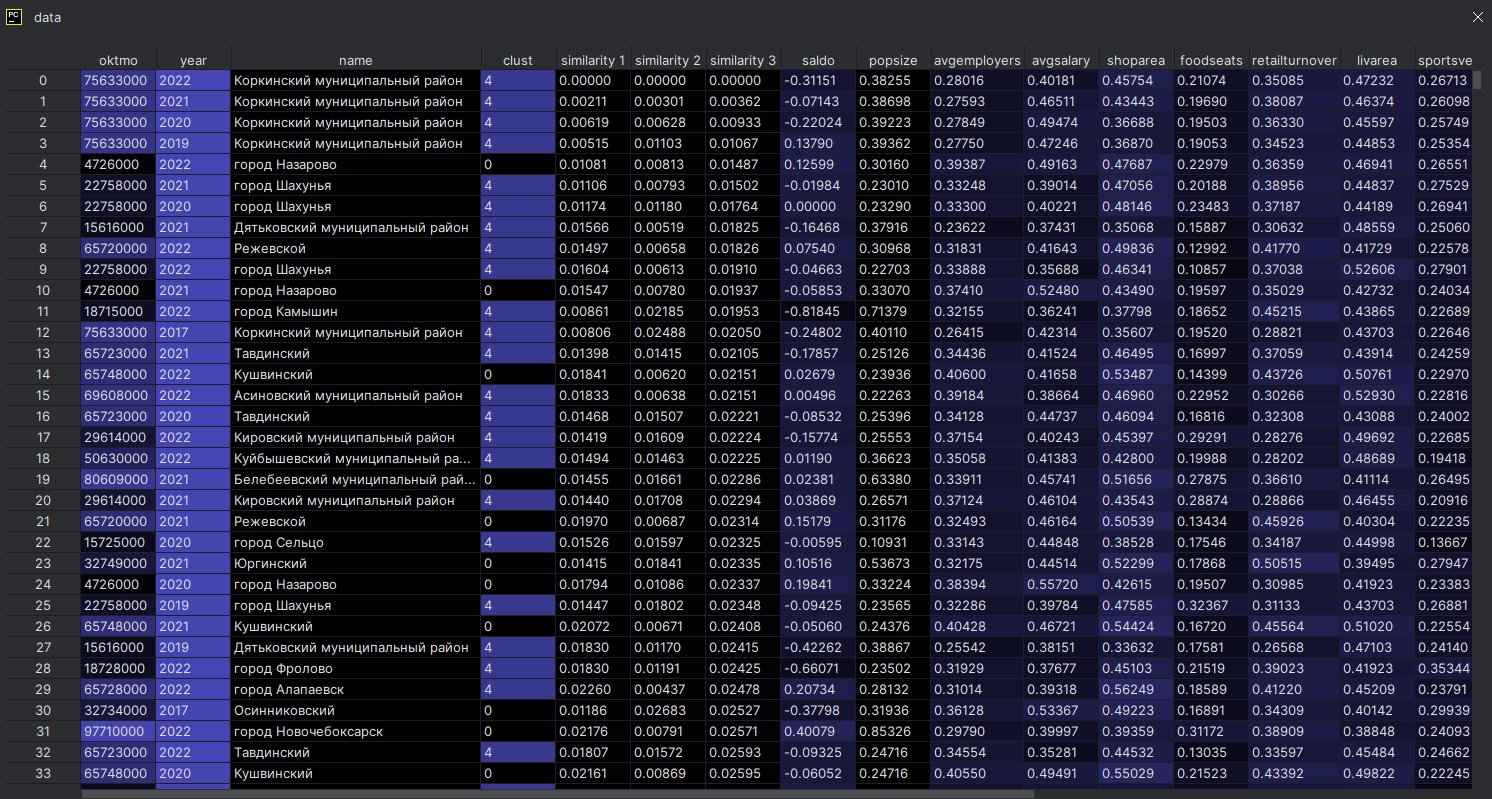 PC data
oktmo year name clust similarity 1 similarity 2 similarity 3 saldo popsize avgemployers avgsalary shoparea foodseats retailturnover livarea sportsve
0 75633000 2022 Коркинский муниципальный район 4 0.00000 0.00000 0.00000 -0.31151 0.38255 0.28016 0.40181 0.45754 0.21074 0.35085 0.47232 0.26713
1 75633000 2021 Коркинский муниципальный район 4 0.00211 0.00301 0.00362 -0.07143 0.38698 0.27593 0.46511 0.43443 0.19690 0.38087 0.46374 0.26098
2 75633000 2020 Коркинский муниципальный район 4 0.00619 0.00628 0.00933 -0.22024 0.39223 0.27849 0.49474 0.36688 0.19503 0.36330 0.45597 0.25749
3 75633000 2019 Коркинский муниципальный район 4 0.00515 0.01103 0.01067 0.13790 0.39362 0.27750 0.47246 0.36870 0.19053 0.34523 0.44853 0.25354
4 4726000 2022 город Назарово 0 0.01081 0.00813 0.01487 0.12599 0.30160 0.39387 0.49163 0.47687 0.22979 0.36359 0.46941 0.26551
5 22758000 2021 город Шахунья 4 0.01106 0.00793 0.01502 -0.01984 0.23010 0.33248 0.39014 0.47056 0.20188 0.38956 0.44837 0.27529
6 22758000 2020 город Шахунья 4 0.01174 0.01180 0.01764 0.00000 0.23290 0.33300 0.40221 0.48146 0.23483 0.37187 0.44189 0.26941
7 15616000 2021 Дятьковский муниципальный район 4 0.01566 0.00519 0.01825 -0.16468 0.37916 0.23622 0.37431 0.35068 0.15887 0.30632 0.48559 0.25060
8 65720000 2022 Режевской 4 0.01497 0.00658 0.01826 0.07540 0.30968 0.31831 0.41643 0.49836 0.12992 0.41770 0.41729 0.22578
9 22758000 2022 город Шахунья 4 0.01604 0.00613 0.01910 -0.04663 0.22703 0.33888 0.35688 0.46341 0.10857 0.37038 0.52606 0.27901
10 4726000 2021 город Назарово 0 0.01547 0.00780 0.01937 -0.05853 0.33070 0.37410 0.52480 0.43490 0.19597 0.35029 0.42732 0.24034
11 18715000 2022 город Камышин 4 0.00861 0.02185 0.01953 -0.81845 0.71379 0.32155 0.36241 0.37798 0.18652 0.45215 0.43865 0.22689
12 75633000 2017 Коркинский муниципальный район 4 0.00806 0.02488 0.02050 -0.24802 0.40110 0.26415 0.42314 0.35607 0.19520 0.28821 0.43703 0.22646
13 65723000 2021 Тавдинский 4 0.01398 0.01415 0.02105 -0.17857 0.25126 0.34436 0.41524 0.46495 0.16997 0.37059 0.43914 0.24259
14 65748000 2022 Кушвинский 0 0.01841 0.00620 0.02151 0.02679 0.23936 0.40600 0.41658 0.53487 0.14399 0.43726 0.50761 0.22970
15 69608000 2022 Асиновский муниципальный район 4 0.01833 0.00638 0.02151 0.00496 0.22263 0.39184 0.38664 0.46960 0.22952 0.30266 0.52930 0.22816
16 65723000 2020 Тавдинский 4 0.01468 0.01507 0.02221 -0.08532 0.25396 0.34128 0.44737 0.46094 0.16816 0.32308 0.43088 0.24002
17 29614000 2022 Кировский муниципальный район 4 0.01419 0.01609 0.02224 -0.15774 0.25553 0.37154 0.40243 0.45397 0.29291 0.28276 0.49692 0.22685
18 50630000 2022 Куйбышевский муниципальный ра... 4 0.01494 0.01463 0.02225 0.01190 0.36623 0.35058 0.41383 0.42800 0.19988 0.28202 0.48689 0.19418
19 80609000 2021 Белебеевский муниципальный рай... 0 0.01455 0.01661 0.02286 0.02381 0.63380 0.33911 0.45741 0.51656 0.27875 0.36610 0.41114 0.26495
20 29614000 2021 Кировский муниципальный район 4 0.01440 0.01708 0.02294 0.03869 0.26571 0.37124 0.46104 0.43543 0.28874 0.28866 0.46455 0.20916
21 65720000 2021 Режевской 0 0.01970 0.00687 0.02314 0.15179 0.31176 0.32493 0.46164 0.50539 0.13434 0.45926 0.40304 0.22235
22 15725000 2020 город Сельцо 4 0.01526 0.01597 0.02325 -0.00595 0.10931 0.33143 0.44848 0.38528 0.17546 0.34187 0.44998 0.13667
23 32749000 2021 Юргинский 0 0.01415 0.01841 0.02335 0.10516 0.53673 0.32175 0.44514 0.52299 0.17868 0.50515 0.39495 0.27947
24 4726000 2020 город Назарово 0 0.01794 0.01086 0.02337 0.19841 0.33224 0.38394 0.55720 0.42615 0.19507 0.30985 0.41923 0.23383
25 22758000 2019 город Шахунья 4 0.01447 0.01802 0.02348 -0.09425 0.23565 0.32286 0.39784 0.47585 0.32367 0.31133 0.43703 0.26881
26 65748000 2021 Кушвинский 0 0.02072 0.00671 0.02408 -0.05060 0.24376 0.40428 0.46721 0.54424 0.16720 0.45564 0.51020 0.22554
27 15616000 2019 Дятьковский муниципальный район 4 0.01830 0.01170 0.02415 -0.42262 0.38867 0.25542 0.38151 0.33632 0.17581 0.26568 0.47103 0.24140
28 18728000 2022 город Фролово 4 0.01830 0.01191 0.02425 -0.66071 0.23502 0.31929 0.37677 0.45103 0.21519 0.39023 0.41923 0.35344
29 65728000 2022 город Алапаевск 4 0.02260 0.00437 0.02478 0.20734 0.28132 0.31014 0.39318 0.56249 0.18589 0.41220 0.45209 0.23791
30 32734000 2017 Осинниковский 0 0.01186 0.02683 0.02527 -0.37798 0.31936 0.36128 0.53367 0.49223 0.16891 0.34309 0.40142 0.29939
31 97710000 2022 город Новочебоксарск 0 0.02176 0.00791 0.02571 0.40079 0.85326 0.29790 0.39997 0.39359 0.31172 0.38909 0.38848 0.24093
32 65723000 2022 Тавдинский 4 0.01807 0.01572 0.02593 -0.09325 0.24716 0.34554 0.35281 0.44532 0.13035 0.33597 0.45484 0.24662
33 65748000 2020 Кушвинский 0 0.02161 0.00869 0.02595 -0.06052 0.24716 0.40550 0.49491 0.55029 0.21523 0.43392 0.49822 0.22245